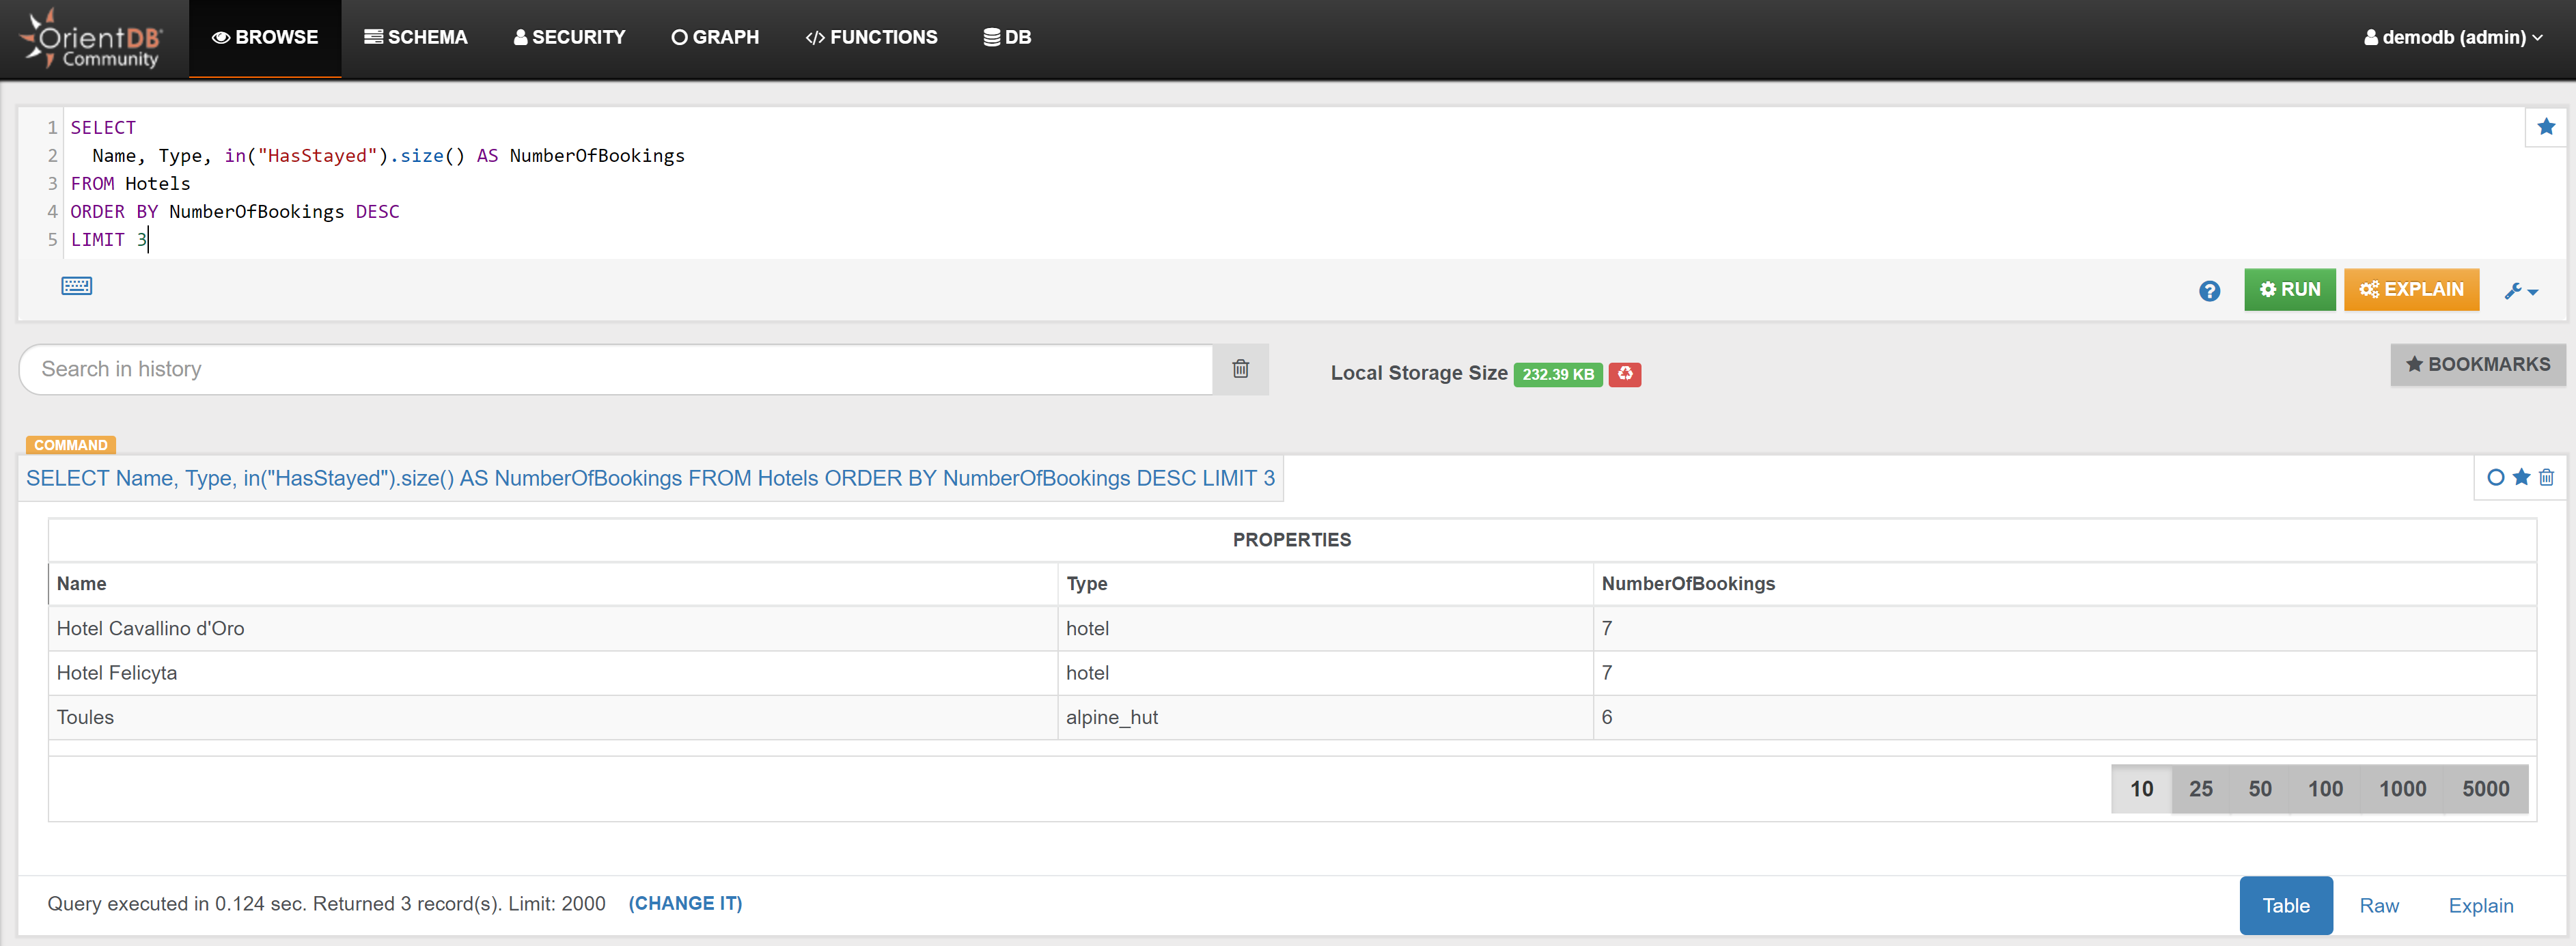 OrientDB
Community
BROWSE SCHEMA SECURITY GRAPH </> FUNCTIONS DB demodb (admin)
1 SELECT
2 Name, Type, in("HasStayed").size() AS NumberOfBookings
3 FROM Hotels
4 ORDER BY NumberOfBookings DESC
5 LIMIT 3
? RUN EXPLAIN
Search in history Local Storage Size 232.39 KB BOOKMARKS
COMMAND
SELECT Name, Type, in("HasStayed").size() AS NumberOfBookings FROM Hotels ORDER BY NumberOfBookings DESC LIMIT 3
PROPERTIES
Name Type NumberOfBookings
Hotel Cavallino d'Oro hotel 7
Hotel Felicyta hotel 7
Toules alpine_hut 6
10 25 50 100 1000 5000
Query executed in 0.124 sec. Returned 3 record(s). Limit: 2000 (CHANGE IT) Table Raw Explain